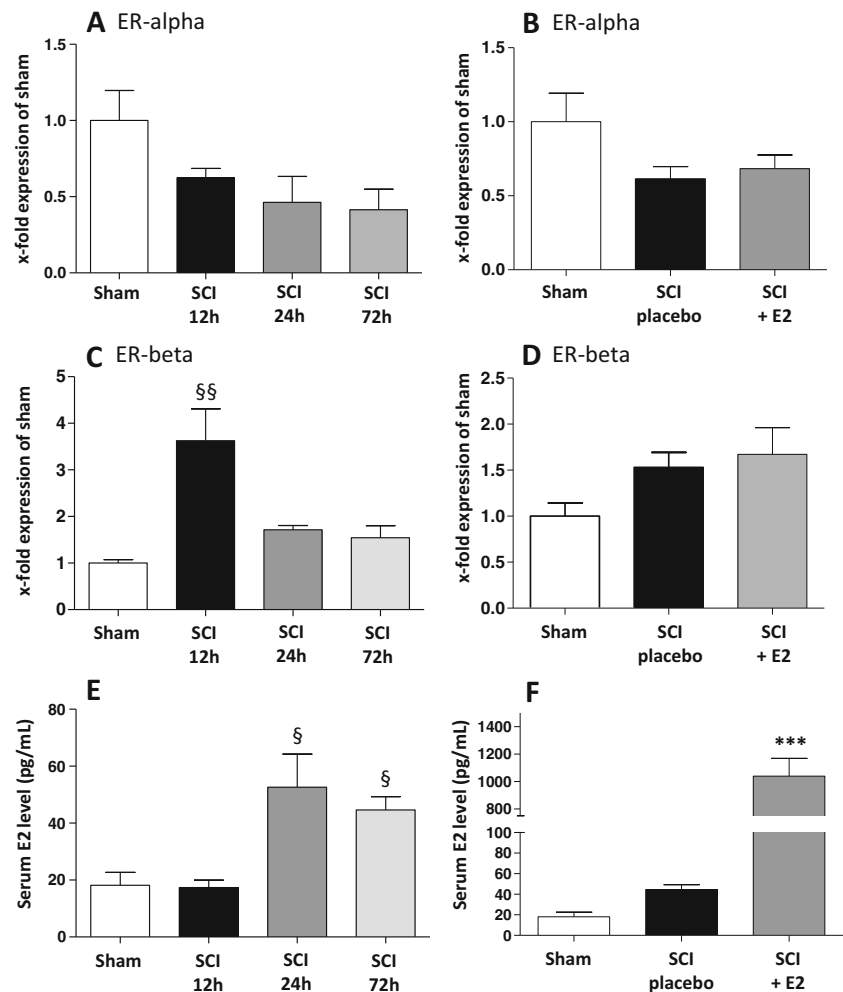 A ER-alpha
x-fold expression of sham
1.5
1.0
0.5
0.0
Sham
SCI 12h
SCI 24h
SCI 72h
B ER-alpha
x-fold expression of sham
1.5
1.0
0.5
0.0
Sham
SCI placebo
SCI + E2
C ER-beta
x-fold expression of sham
5
4
3
2
1
0
§§
Sham
SCI 12h
SCI 24h
SCI 72h
D ER-beta
x-fold expression of sham
2.5
2.0
1.5
1.0
0.5
0.0
Sham
SCI placebo
SCI + E2
E
Serum E2 level (pg/mL)
80
60
40
20
0
§
§
Sham
SCI 12h
SCI 24h
SCI 72h
F
Serum E2 level (pg/mL)
1400
1200
1000
800
100
80
60
40
20
0
***
Sham
SCI placebo
SCI + E2